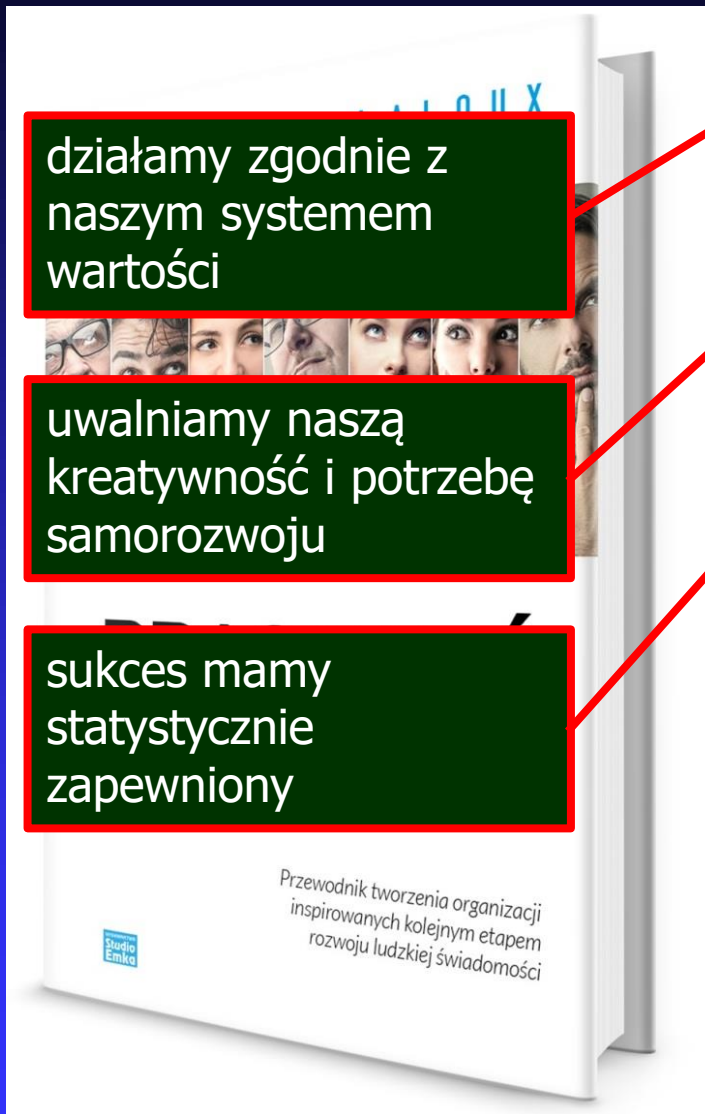 działamy zgodnie z
naszym systemem
wartości
uwalniamy naszą
kreatywność i potrzebę
samorozwoju
sukces mamy
statystycznie
zapewniony
Przewodnik tworzenia organizacji
inspirowanych kolejnym etapem
rozwoju ludzkiej świadomości
Studio
Emka